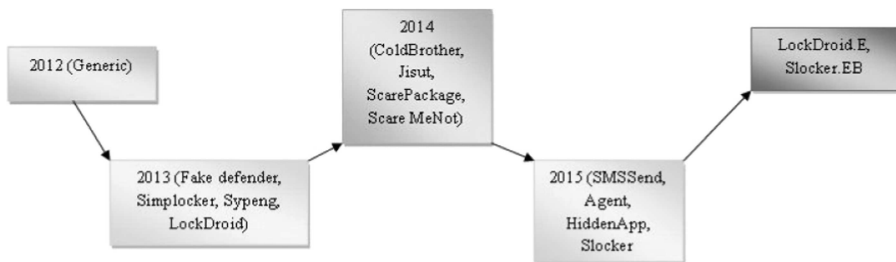 2012 (Generic)
2013 (Fake defender,
Simplocker, Sypeng,
LockDroid)
2014
(ColdBrother,
Jisut,
ScarePackage,
Scare MeNot)
2015 (SMSSend,
Agent,
HiddenApp,
Slocker
LockDroid.E,
Slocker.EB